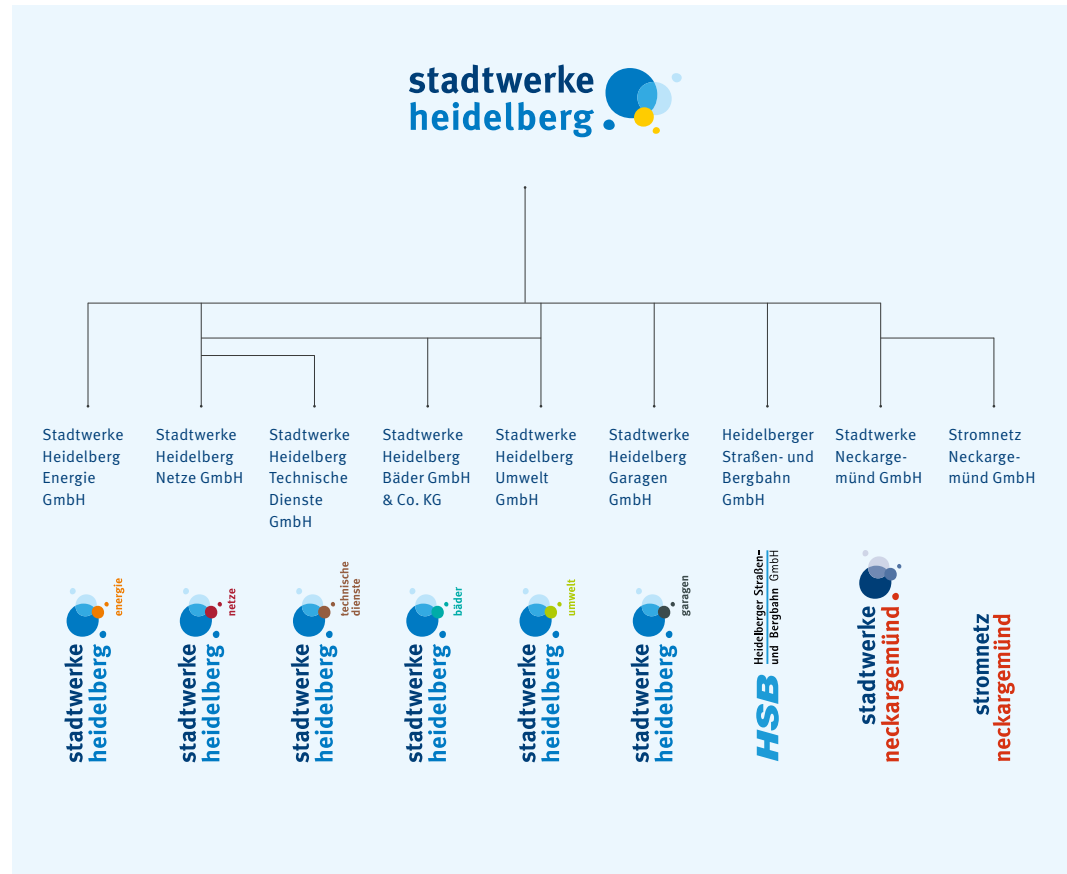 stadtwerke
heidelberg
Stadtwerke
Heidelberg
Energie
GmbH
Stadtwerke
Heidelberg
Netze GmbH
Stadtwerke
Heidelberg
Technische
Dienste
GmbH
Stadtwerke
Heidelberg
Bäder GmbH
& Co. KG
Stadtwerke
Heidelberg
Umwelt
GmbH
Stadtwerke
Heidelberg
Garagen
GmbH
Heidelberger
Straßen- und
Bergbahn
GmbH
Stadtwerke
Neckarge-
münd GmbH
Stromnetz
Neckarge-
münd GmbH
stadtwerke
heidelberg
energie
stadtwerke
heidelberg
netze
stadtwerke
heidelberg
technische
dienste
stadtwerke
heidelberg
bäder
stadtwerke
heidelberg
umwelt
stadtwerke
heidelberg
garagen
HSB
Heidelberger Straßen-
und Bergbahn GmbH
stadtwerke
neckargemünd
stromnetz
neckargemünd